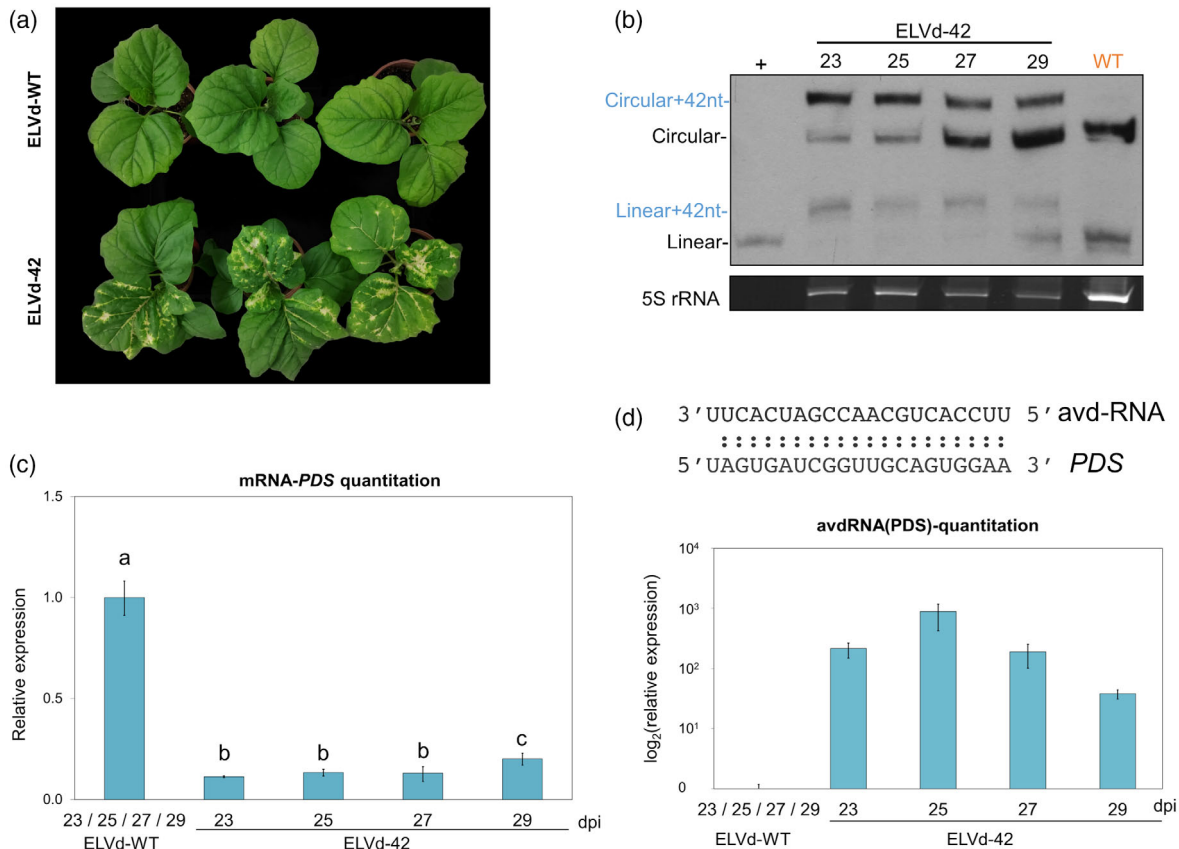 (a)
ELVd-WT
ELVd-42
(b)
ELVd-42
+ 23 25 27 29 WT
Circular+42nt-
Circular-
Linear+42nt-
Linear-
5S rRNA
(c)
mRNA-PDS quantitation
Relative expression
1.5
1.0
0.5
0.0
a
b
b
b
c
23 / 25 / 27 / 29 23 25 27 29 dpi
ELVd-WT ELVd-42
(d)
3’UUCACUAGCCAACGUCACCUU 5’ avd-RNA
::::::::::::::::::::
5’UAGUGAUCGGUUGCAGUGGAA 3’ PDS
avdRNA(PDS)-quantitation
log₂(relative expression)
10⁴
10³
10²
10¹
0
23 / 25 / 27 / 29 23 25 27 29 dpi
ELVd-WT ELVd-42